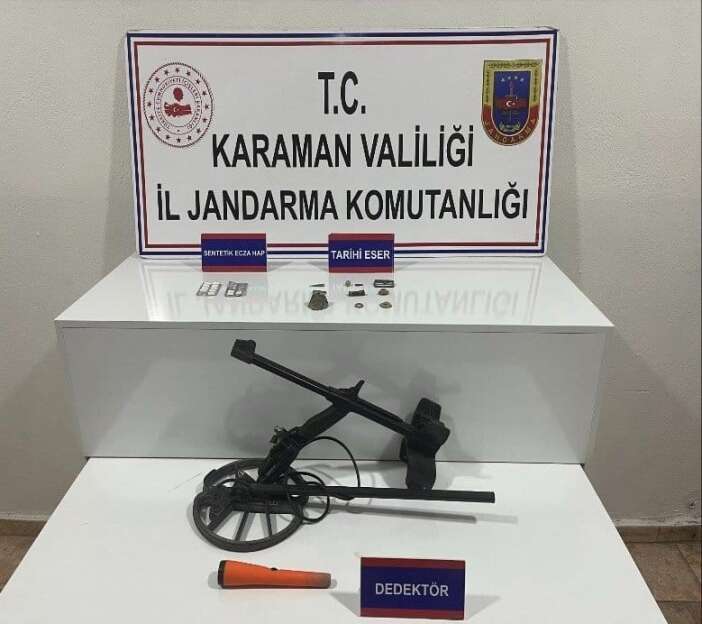 T.C.
KARAMAN VALİLİĞİ
İL JANDARMA KOMUTANLIĞI
SENTETİK ECZA HAP
TARİHİ ESER
DEDEKTÖR